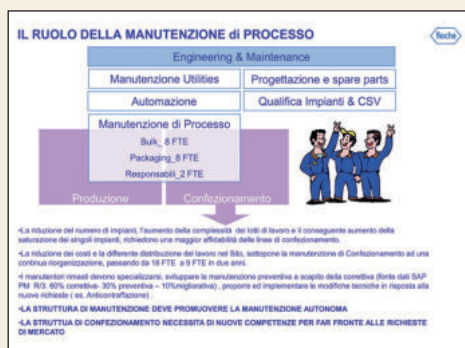 IL RUOLO DELLA MANUTENZIONE di PROCESSO
Roche
Engineering & Maintenance
Manutenzione Utilities
Progettazione e spare parts
Automazione
Qualifica Impianti & CSV
Manutenzione di Processo
Bulk_ 8 FTE
Packaging_8 FTE
Responsabili_2 FTE
Produzione
Confezionamento
•La riduzione del numero di impianti, l'aumento della complessità dei lotti di lavoro e il conseguente aumento della
saturazione dei singoli impianti, richiedono una maggior affidabilità delle linee di confezionamento.
•La riduzione dei costi e la differente distribuzione del lavoro nel Sito, sottopone la manutenzione di Confezionamento ad una
continua riorganizzazione, passando da 18 FTE a 9 FTE in due anni.
•I manutentori rimasti devono specializzarsi, sviluppare la manutenzione preventiva a scapito della correttiva (fonte dati SAP
PM R/3. 60% correttiva- 30% preventiva – 10%migliorativa) , proporre ed implementare le modifiche tecniche in risposta alla
nuove richieste ( es. Anticontraffazione) .
•LA STRUTTURA DI MANUTENZIONE DEVE PROMUOVERE LA MANUTENZIONE AUTONOMA
•LA STRUTTUA DI CONFEZIONAMENTO NECESSITA DI NUOVE COMPETENZE PER FAR FRONTE ALLE RICHIESTE
DI MERCATO